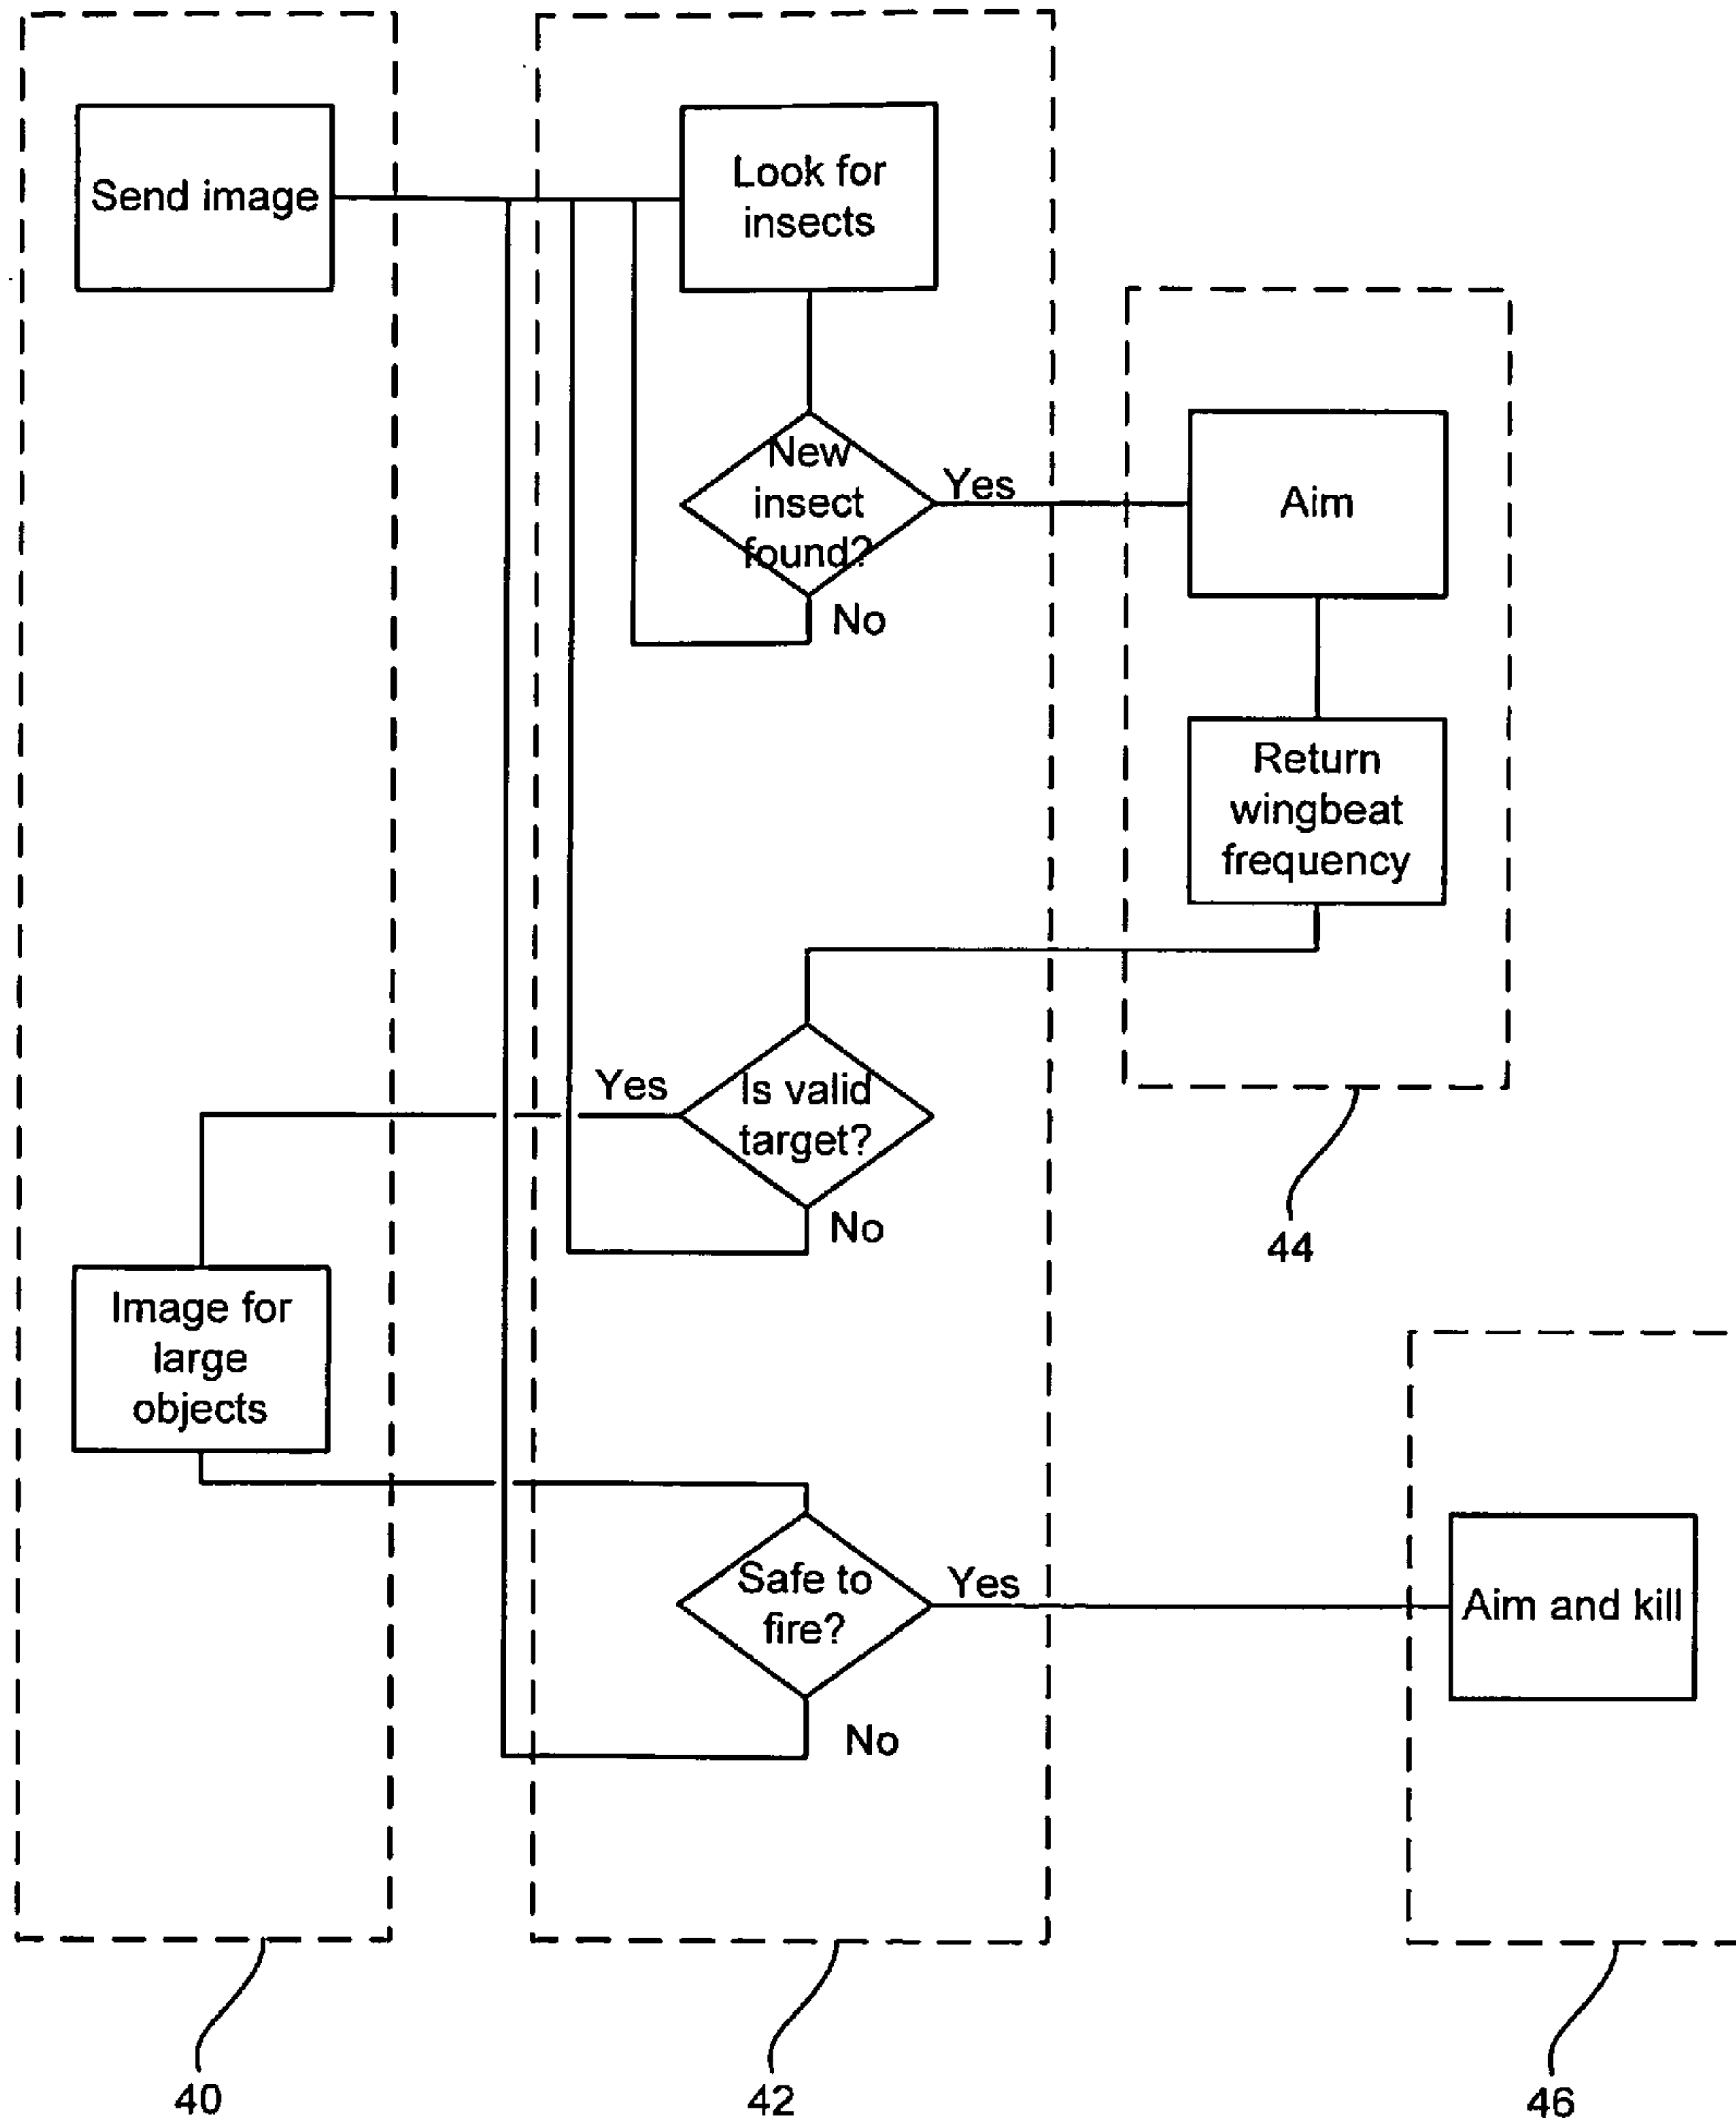 Send image
Look for
insects
New
insect
found?
Yes
No
Aim
Return
wingbeat
frequency
Is valid
target?
Yes
No
44
Image for
large
objects
Safe to
fire?
Yes
No
Aim and kill
40
42
46